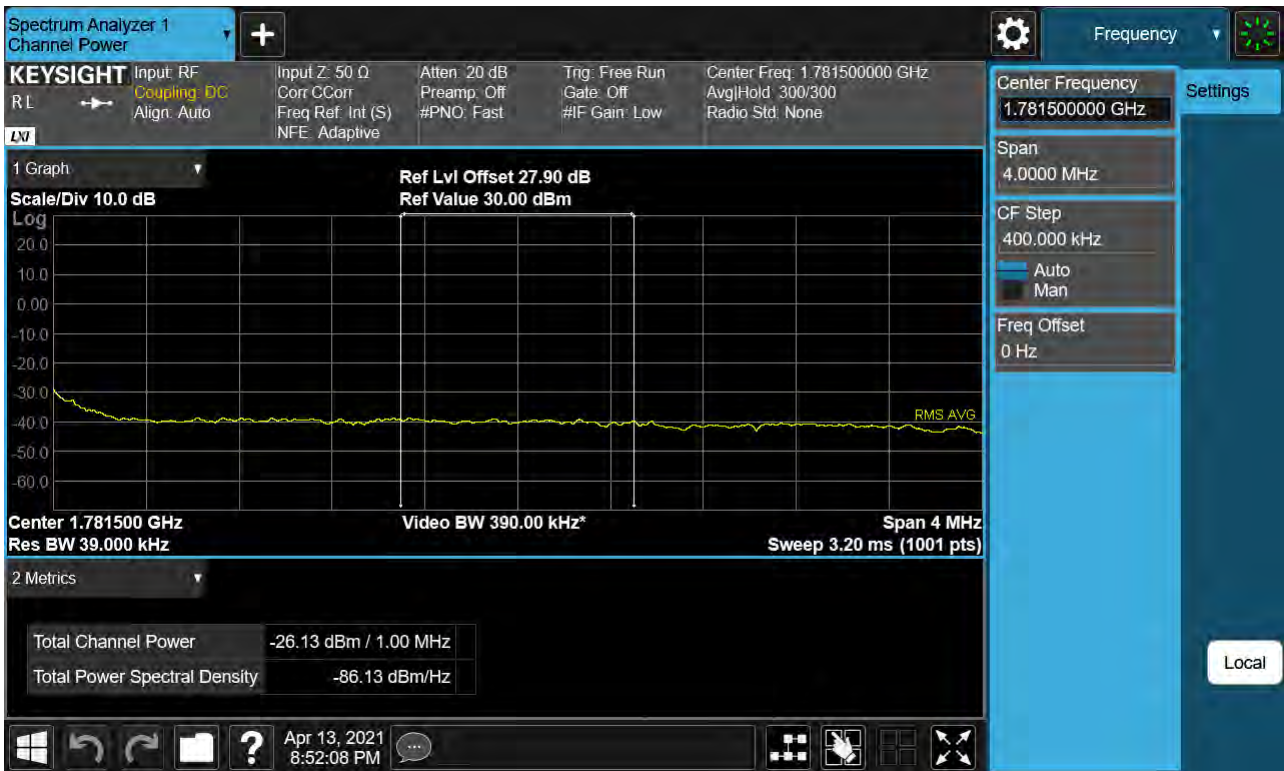 Spectrum Analyzer 1
Channel Power
+
Frequency
KEYSIGHT
RL
LXI
Input: RF
Coupling: DC
Align: Auto
Input Z: 50 Ω
Corr CCorr
Freq Ref: Int (S)
NFE: Adaptive
Atten: 20 dB
Preamp: Off
#PNO: Fast
Trig: Free Run
Gate: Off
#IF Gain: Low
Center Freq: 1.781500000 GHz
Avg|Hold: 300/300
Radio Std: None
Center Frequency
1.781500000 GHz
Settings
Span
4.0000 MHz
CF Step
400.000 kHz
Auto
Man
Freq Offset
0 Hz
1 Graph
Scale/Div 10.0 dB
Ref Lvl Offset 27.90 dB
Ref Value 30.00 dBm
Log
20.0
10.0
0.00
-10.0
-20.0
-30.0
-40.0
-50.0
-60.0
RMS AVG
Center 1.781500 GHz
Video BW 390.00 kHz*
Span 4 MHz
Res BW 39.000 kHz
Sweep 3.20 ms (1001 pts)
2 Metrics
Total Channel Power -26.13 dBm / 1.00 MHz
Total Power Spectral Density -86.13 dBm/Hz
Local
?
Apr 13, 2021
8:52:08 PM